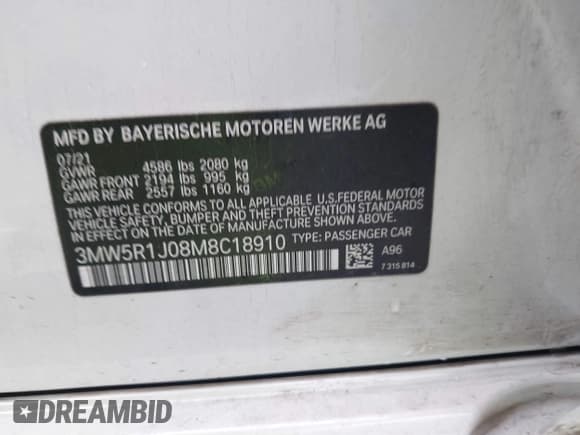 MFD BY BAYERISCHE MOTOREN WERKE AG
07/21
GVWR 4586 lbs 2080 kg
GAWR FRONT 2194 lbs 995 kg
GAWR REAR 2557 lbs 1160 kg
THIS VEHICLE CONFORMS TO ALL APPLICABLE U.S.FEDERAL MOTOR
VEHICLE SAFETY, BUMPER AND THEFT PREVENTION STANDARDS
IN EFFECT ON THE DATE OF MANUFACTURE SHOWN ABOVE.
3MW5R1J08M8C18910 TYPE: PASSENGER CAR
A96
7 315 814
DREAMBID